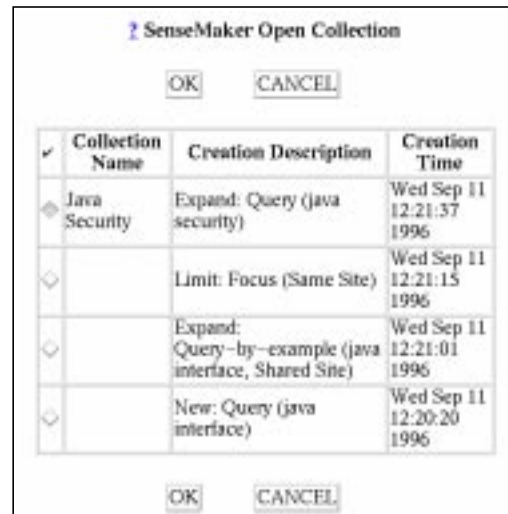 ? SenseMaker Open Collection
OK CANCEL
✔ Collection Name Creation Description Creation Time
Java Security Expand: Query (java security) Wed Sep 11 12:21:37 1996
Limit: Focus (Same Site) Wed Sep 11 12:21:15 1996
Expand: Query-by-example (java interface, Shared Site) Wed Sep 11 12:21:01 1996
New: Query (java interface) Wed Sep 11 12:20:20 1996
OK CANCEL